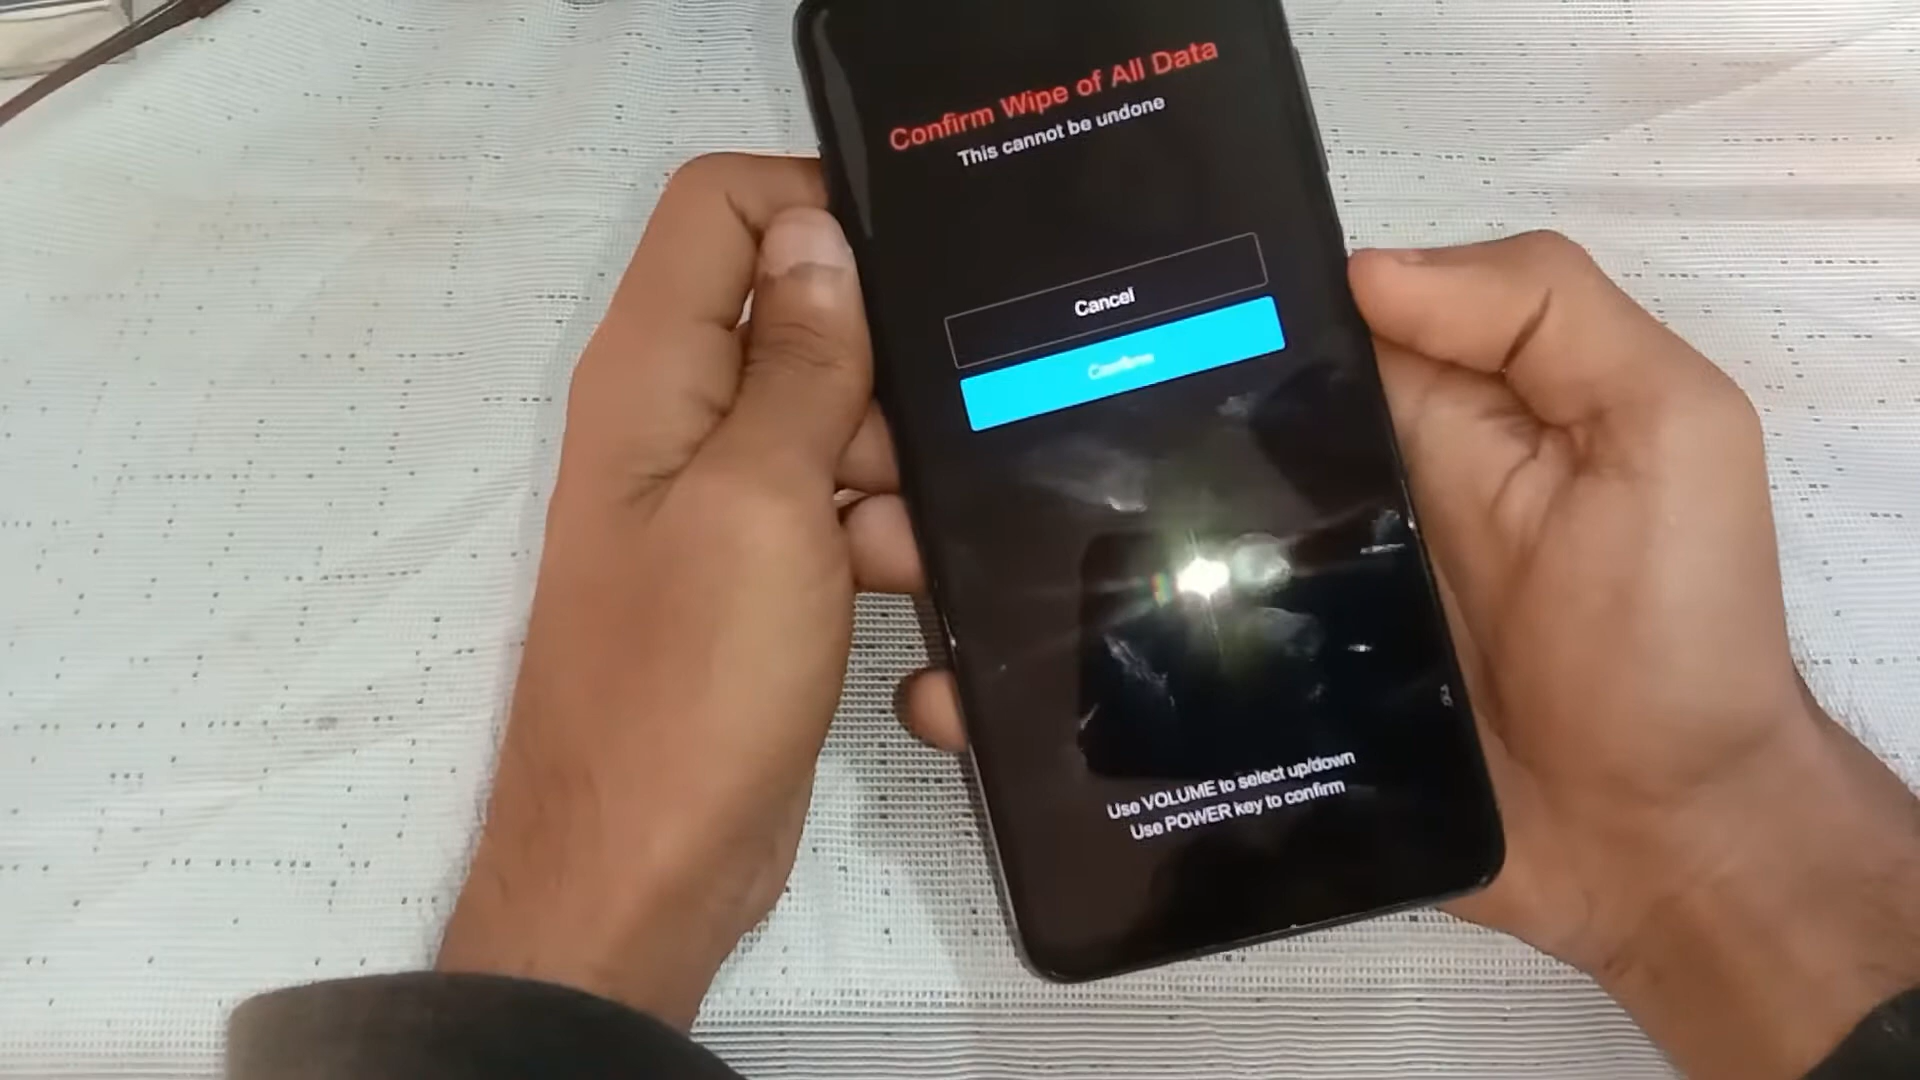 Confirm Wipe of All Data
This cannot be undone
Cancel
Confirm
Use VOLUME to select up/down
Use POWER key to confirm